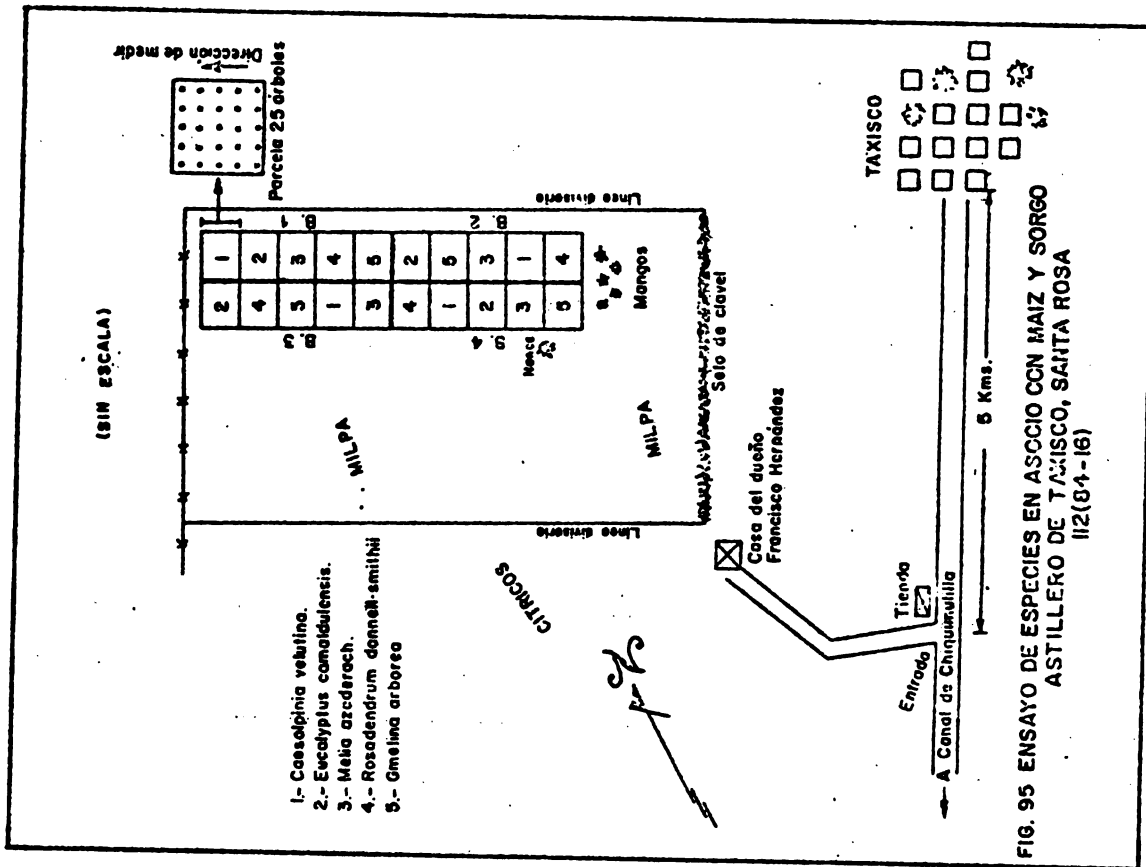 (SIN ESCALA)
Dirección de medir
Parcela 25 arboles
Línea divisoria
B.1
B.2
2 1
4 2
5 3
1 4
3 5
4 2
1 5
2 3
3 1
5 4
B.3
B.4
Nance
Mangos
MILPA
MILPA
Seto de clavel
Línea divisoria
1.- Caesalpinia velutina.
2.- Eucalyptus camaldulensis.
3.- Melia azederach.
4.- Rosadendrum donnell-smithii
5.- Gmelina arborea
CITRICOS
N
Casa del dueño
Francisco Hernández
Tienda
Entrada
A Canal de Chiquimulilla
5 Kms.
TAXISCO
FIG. 95 ENSAYO DE ESPECIES EN ASOCIO CON MAIZ Y SORGO
ASTILLERO DE TAXISCO, SANTA ROSA
112(84-16)